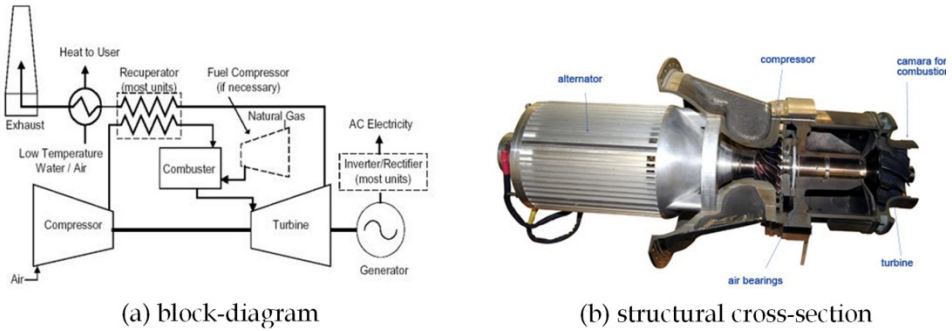 Heat to User
Recuperator
(most units)
Fuel Compressor
(if necessary)
Natural Gas
Exhaust
AC Electricity
Low Temperature
Water / Air
Combuster
Inverter/Rectifier
(most units)
Compressor
Turbine
Air
Generator
(a) block-diagram
compressor
camara for
combustion
alternator
air bearings
turbine
(b) structural cross-section